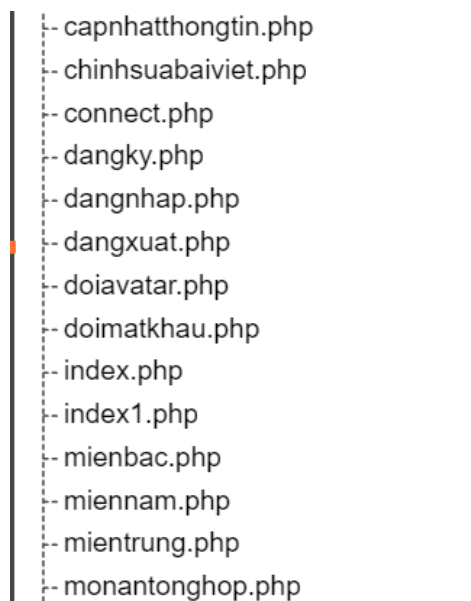 capnhatthongtin.php
chinhsuabaiviet.php
connect.php
dangky.php
dangnhap.php
dangxuat.php
doiavatar.php
doimatkhau.php
index.php
index1.php
mienbac.php
miennam.php
mientrung.php
monantonghop.php